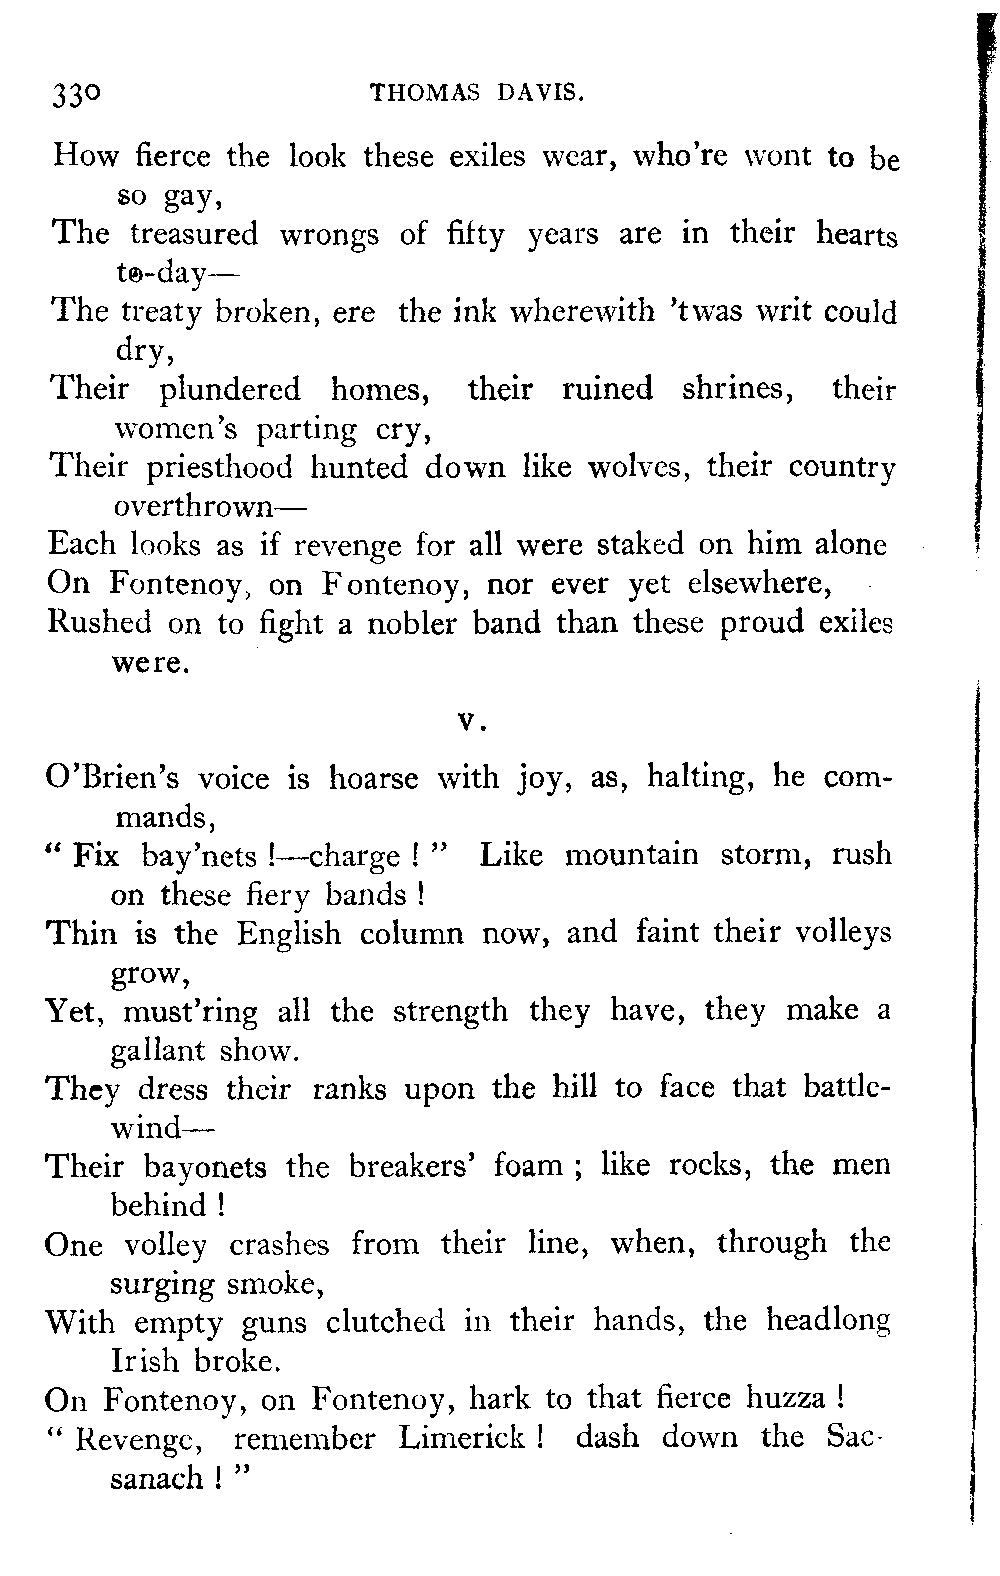 330 THOMAS DAVIS.
How fierce the look these exiles wear, who're wont to be
so gay,
The treasured wrongs of fifty years are in their hearts
to-day—
The treaty broken, ere the ink wherewith 'twas writ could
dry,
Their plundered homes, their ruined shrines, their
women's parting cry,
Their priesthood hunted down like wolves, their country
overthrown—
Each looks as if revenge for all were staked on him alone
On Fontenoy, on Fontenoy, nor ever yet elsewhere,
Rushed on to fight a nobler band than these proud exiles
were.
V.
O'Brien's voice is hoarse with joy, as, halting, he com-
mands,
“ Fix bay'nets !—charge ! ” Like mountain storm, rush
on these fiery bands !
Thin is the English column now, and faint their volleys
grow,
Yet, must'ring all the strength they have, they make a
gallant show.
They dress their ranks upon the hill to face that battle-
wind—
Their bayonets the breakers' foam ; like rocks, the men
behind !
One volley crashes from their line, when, through the
surging smoke,
With empty guns clutched in their hands, the headlong
Irish broke.
On Fontenoy, on Fontenoy, hark to that fierce huzza !
“ Revenge, remember Limerick ! dash down the Sac-
sanach ! ”